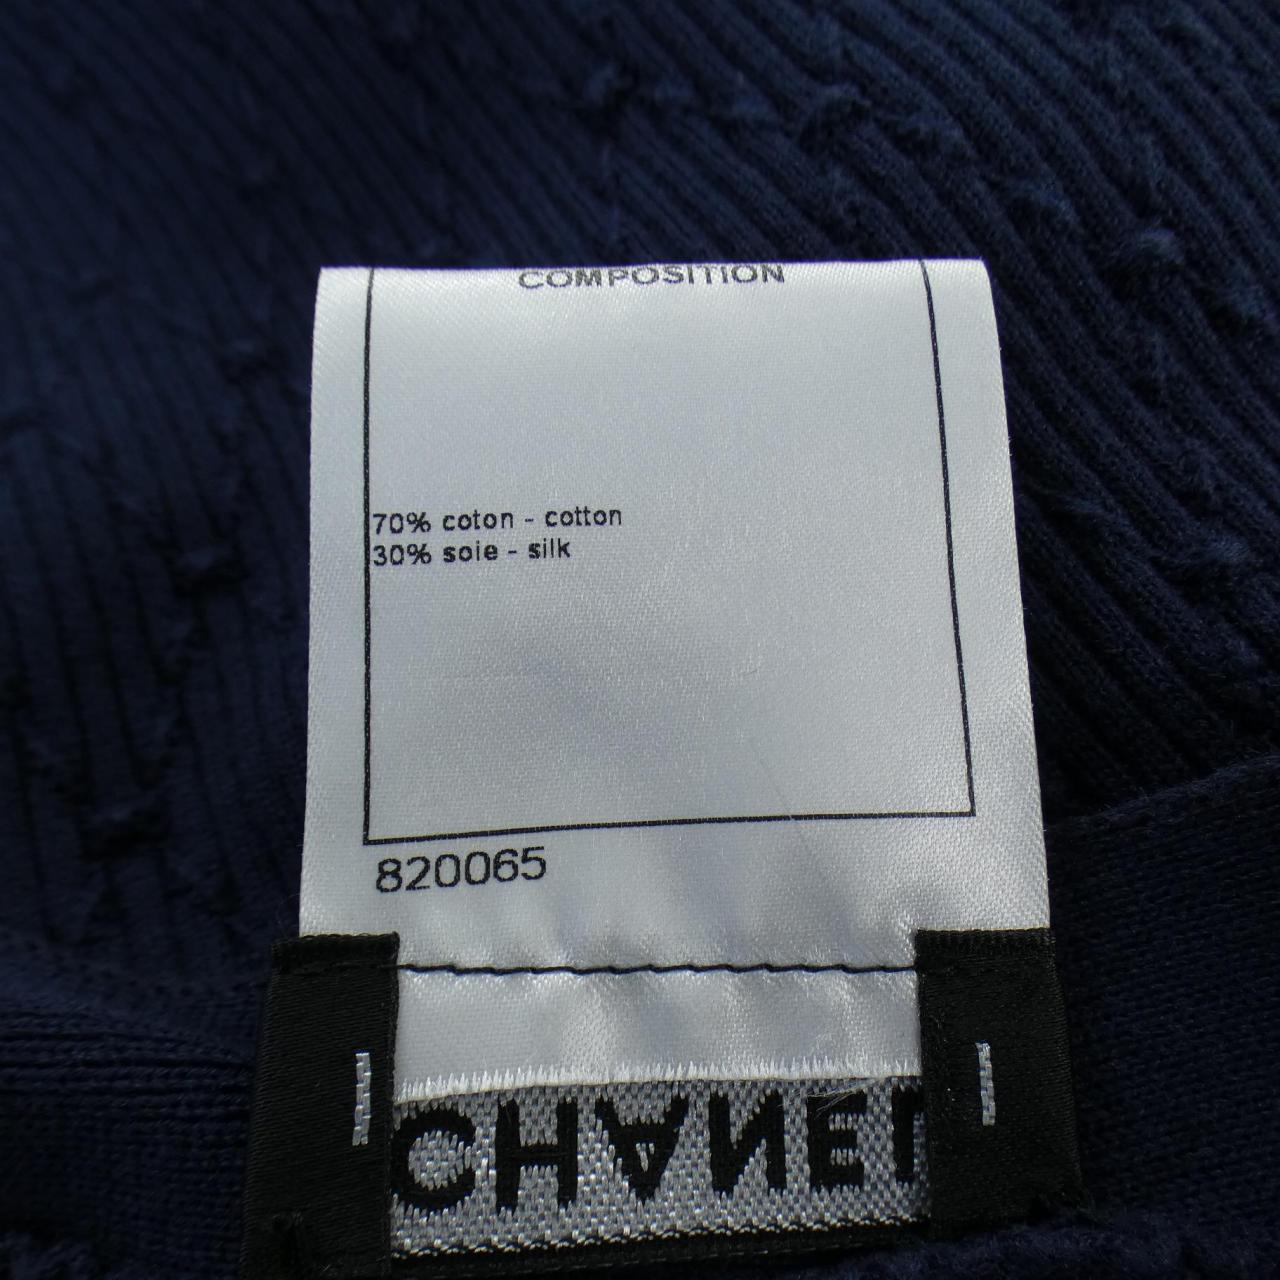 COMPOSITION
70% coton - cotton
30% soie - silk
820065
CHANEL